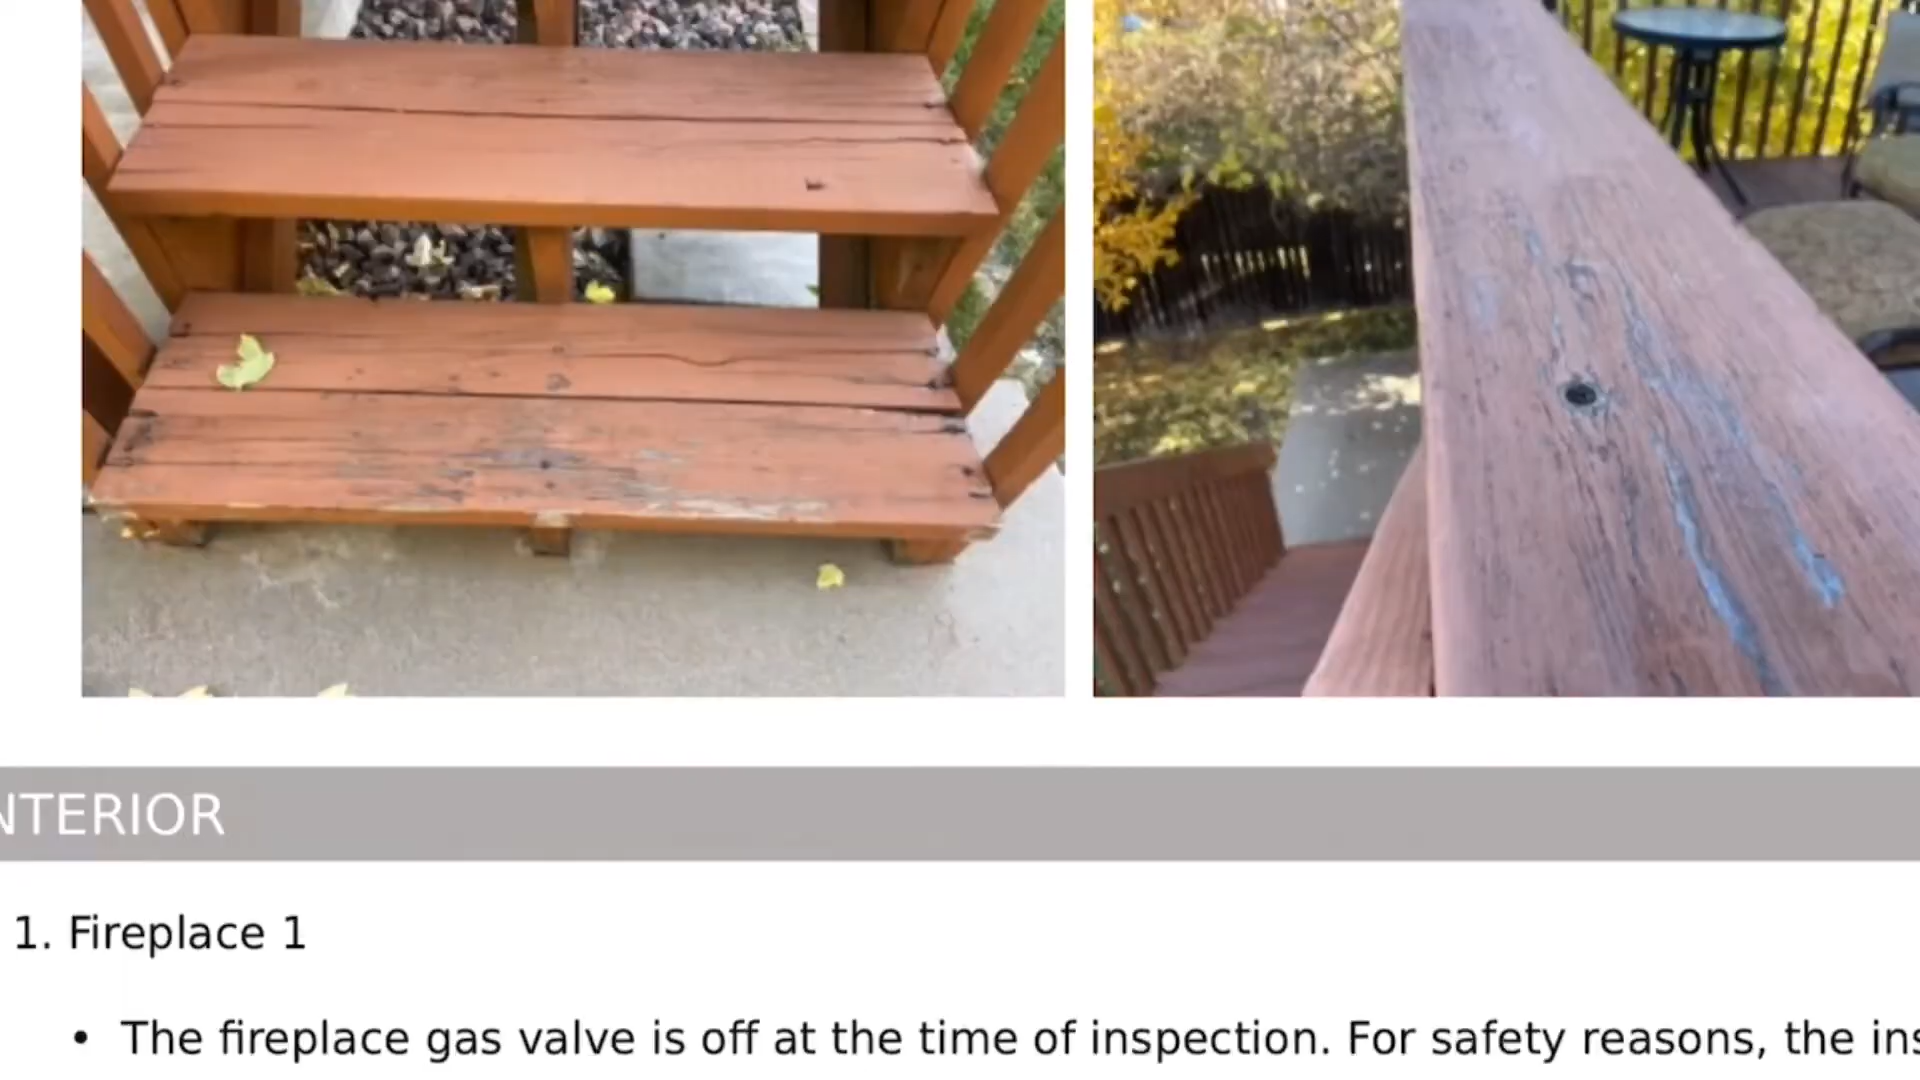 NTERIOR
1. Fireplace 1
• The fireplace gas valve is off at the time of inspection. For safety reasons, the ins